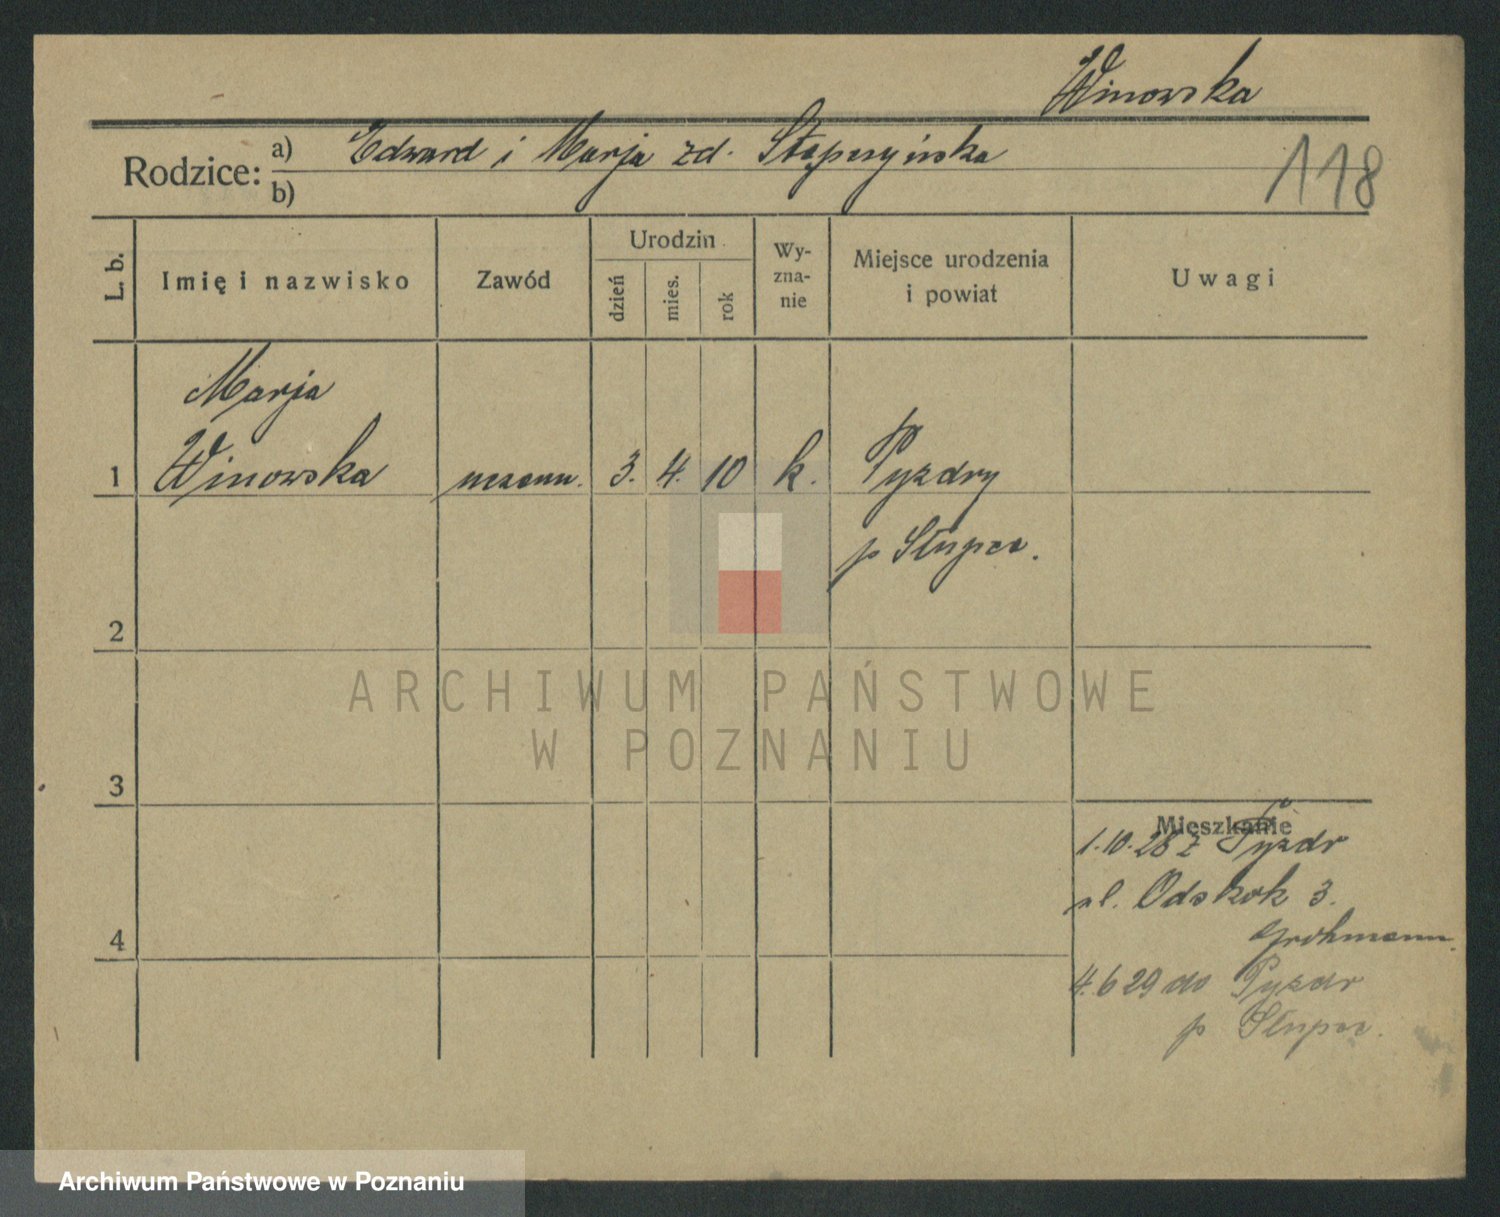 Winowska
Rodzice:
a) Edward i Marja zd. Stępczyńska
b)
118
L. b.
Imię i nazwisko
Zawód
Urodzin
dzień
mies.
rok
Wy-
zna-
nie
Miejsce urodzenia
i powiat
Uwagi
Marja
1 Winowska uczenn. 3. 4. 10 k. Pyzdry
p Słupca.
2
ARCHIWUM PAŃSTWOWE
W POZNANIU
3
Mieszkanie
1.10.28 z Pyzdr
ul. Odskok 3.
4
Grohmann.
4.6 29 do Pyzdr
p Słupca.
Archiwum Państwowe w Poznaniu